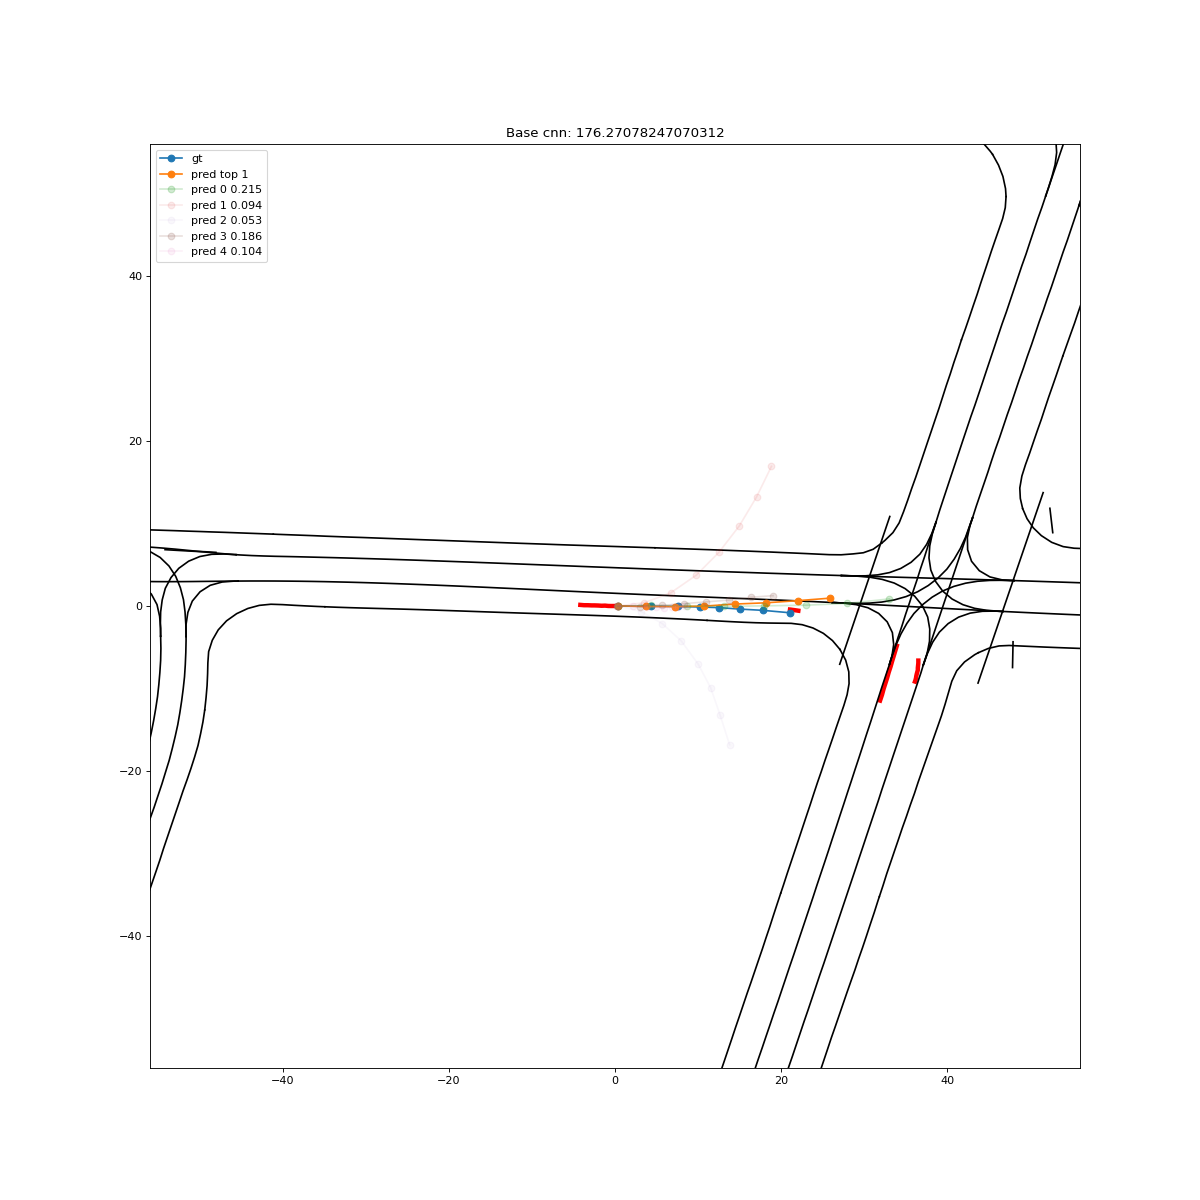 Base cnn: 176.27078247070312
gt
pred top 1
pred 0 0.215
pred 1 0.094
pred 2 0.053
pred 3 0.186
pred 4 0.104
40
20
0
−20
−40
−40
−20
0
20
40